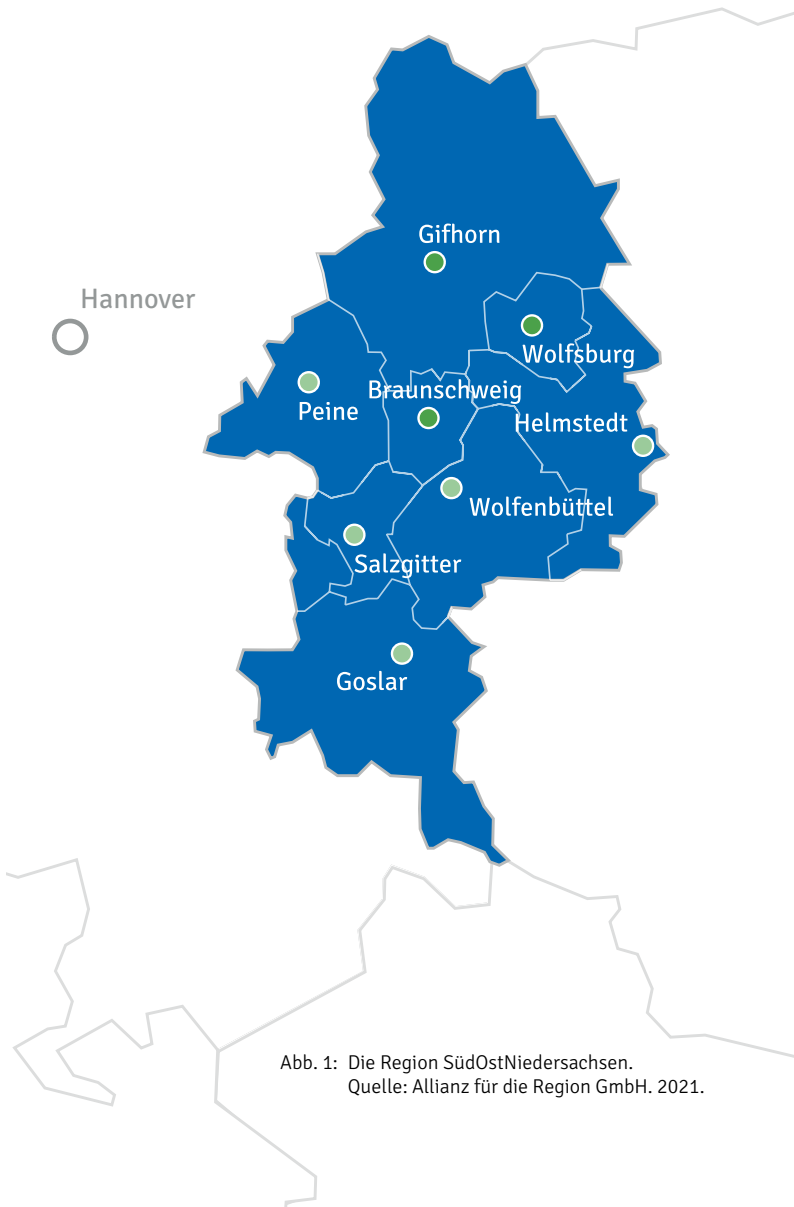 Gifhorn
Hannover
Wolfsburg
Braunschweig
Peine
Helmstedt
Wolfenbüttel
Salzgitter
Goslar
Abb. 1: Die Region SüdOstNiedersachsen.
Quelle: Allianz für die Region GmbH. 2021.